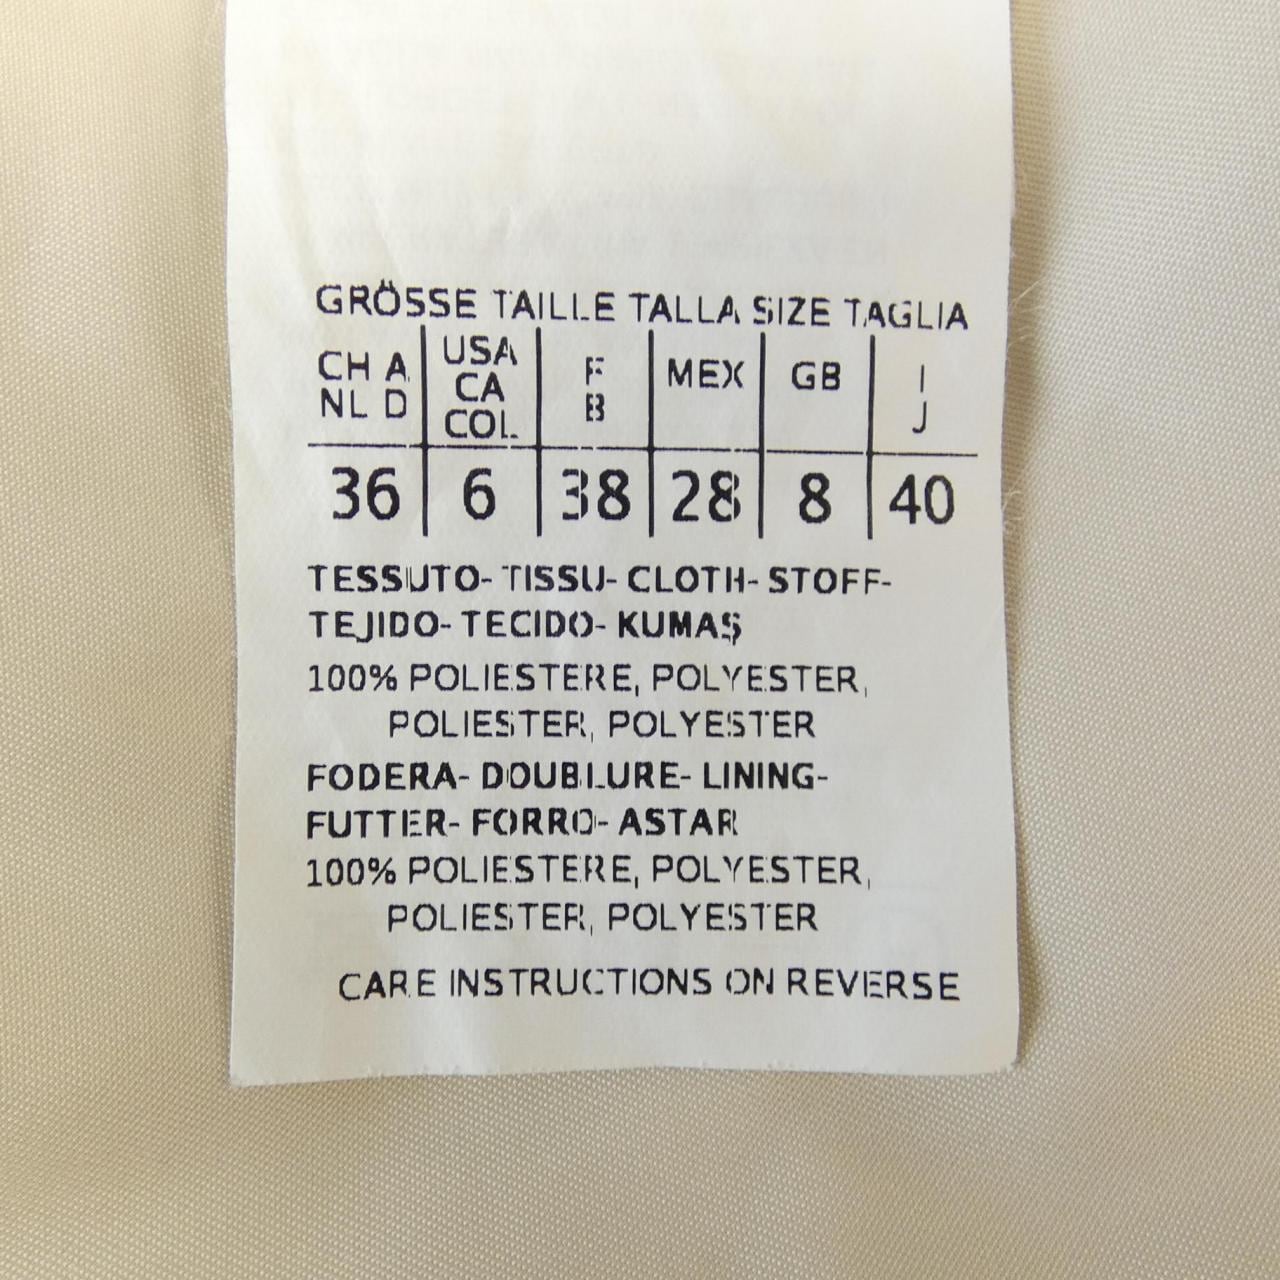 GRÖSSE TAILLE TALLA SIZE TAGLIA
CH A NL D | USA CA COL. | F B | MEX | GB | I J
36 | 6 | 38 | 28 | 8 | 40
TESSUTO- TISSU- CLOTH- STOFF-
TEJIDO- TECIDO- KUMAŞ
100% POLIESTERE, POLYESTER,
POLIESTER, POLYESTER
FODERA- DOUBLURE- LINING-
FUTTER- FORRO- ASTAR
100% POLIESTERE, POLYESTER,
POLIESTER, POLYESTER
CARE INSTRUCTIONS ON REVERSE